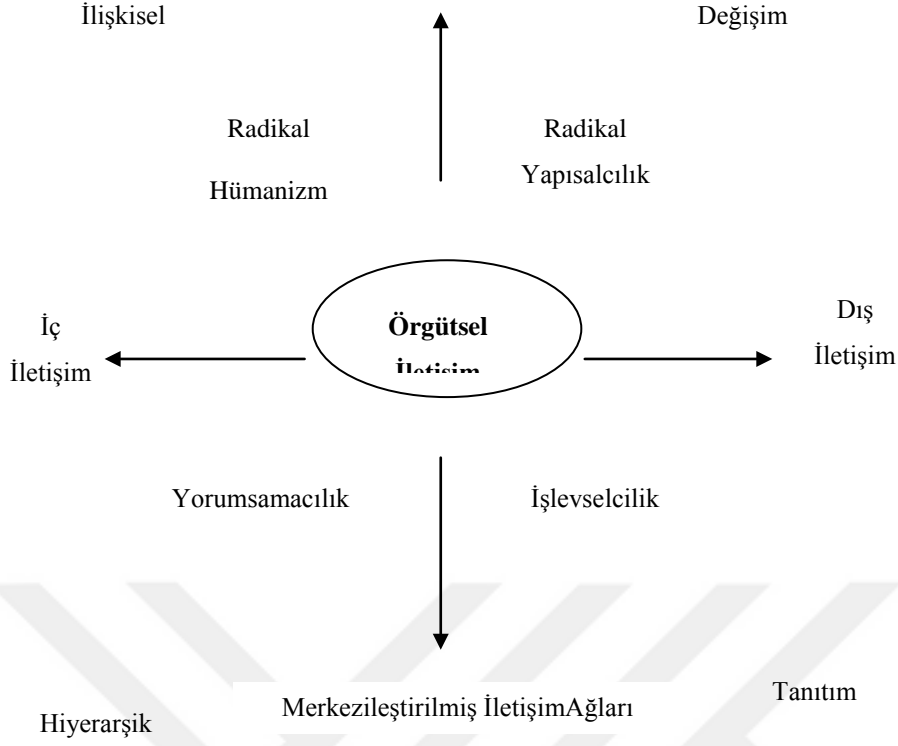 İlişkisel
Değişim
Radikal
Hümanizm
Radikal
Yapısalcılık
Örgütsel
İletişim
İç
İletişim
Dış
İletişim
Yorumsamacılık
İşlevselcilik
Merkezileştirilmiş İletişimAğları
Tanıtım
Hiyerarşik